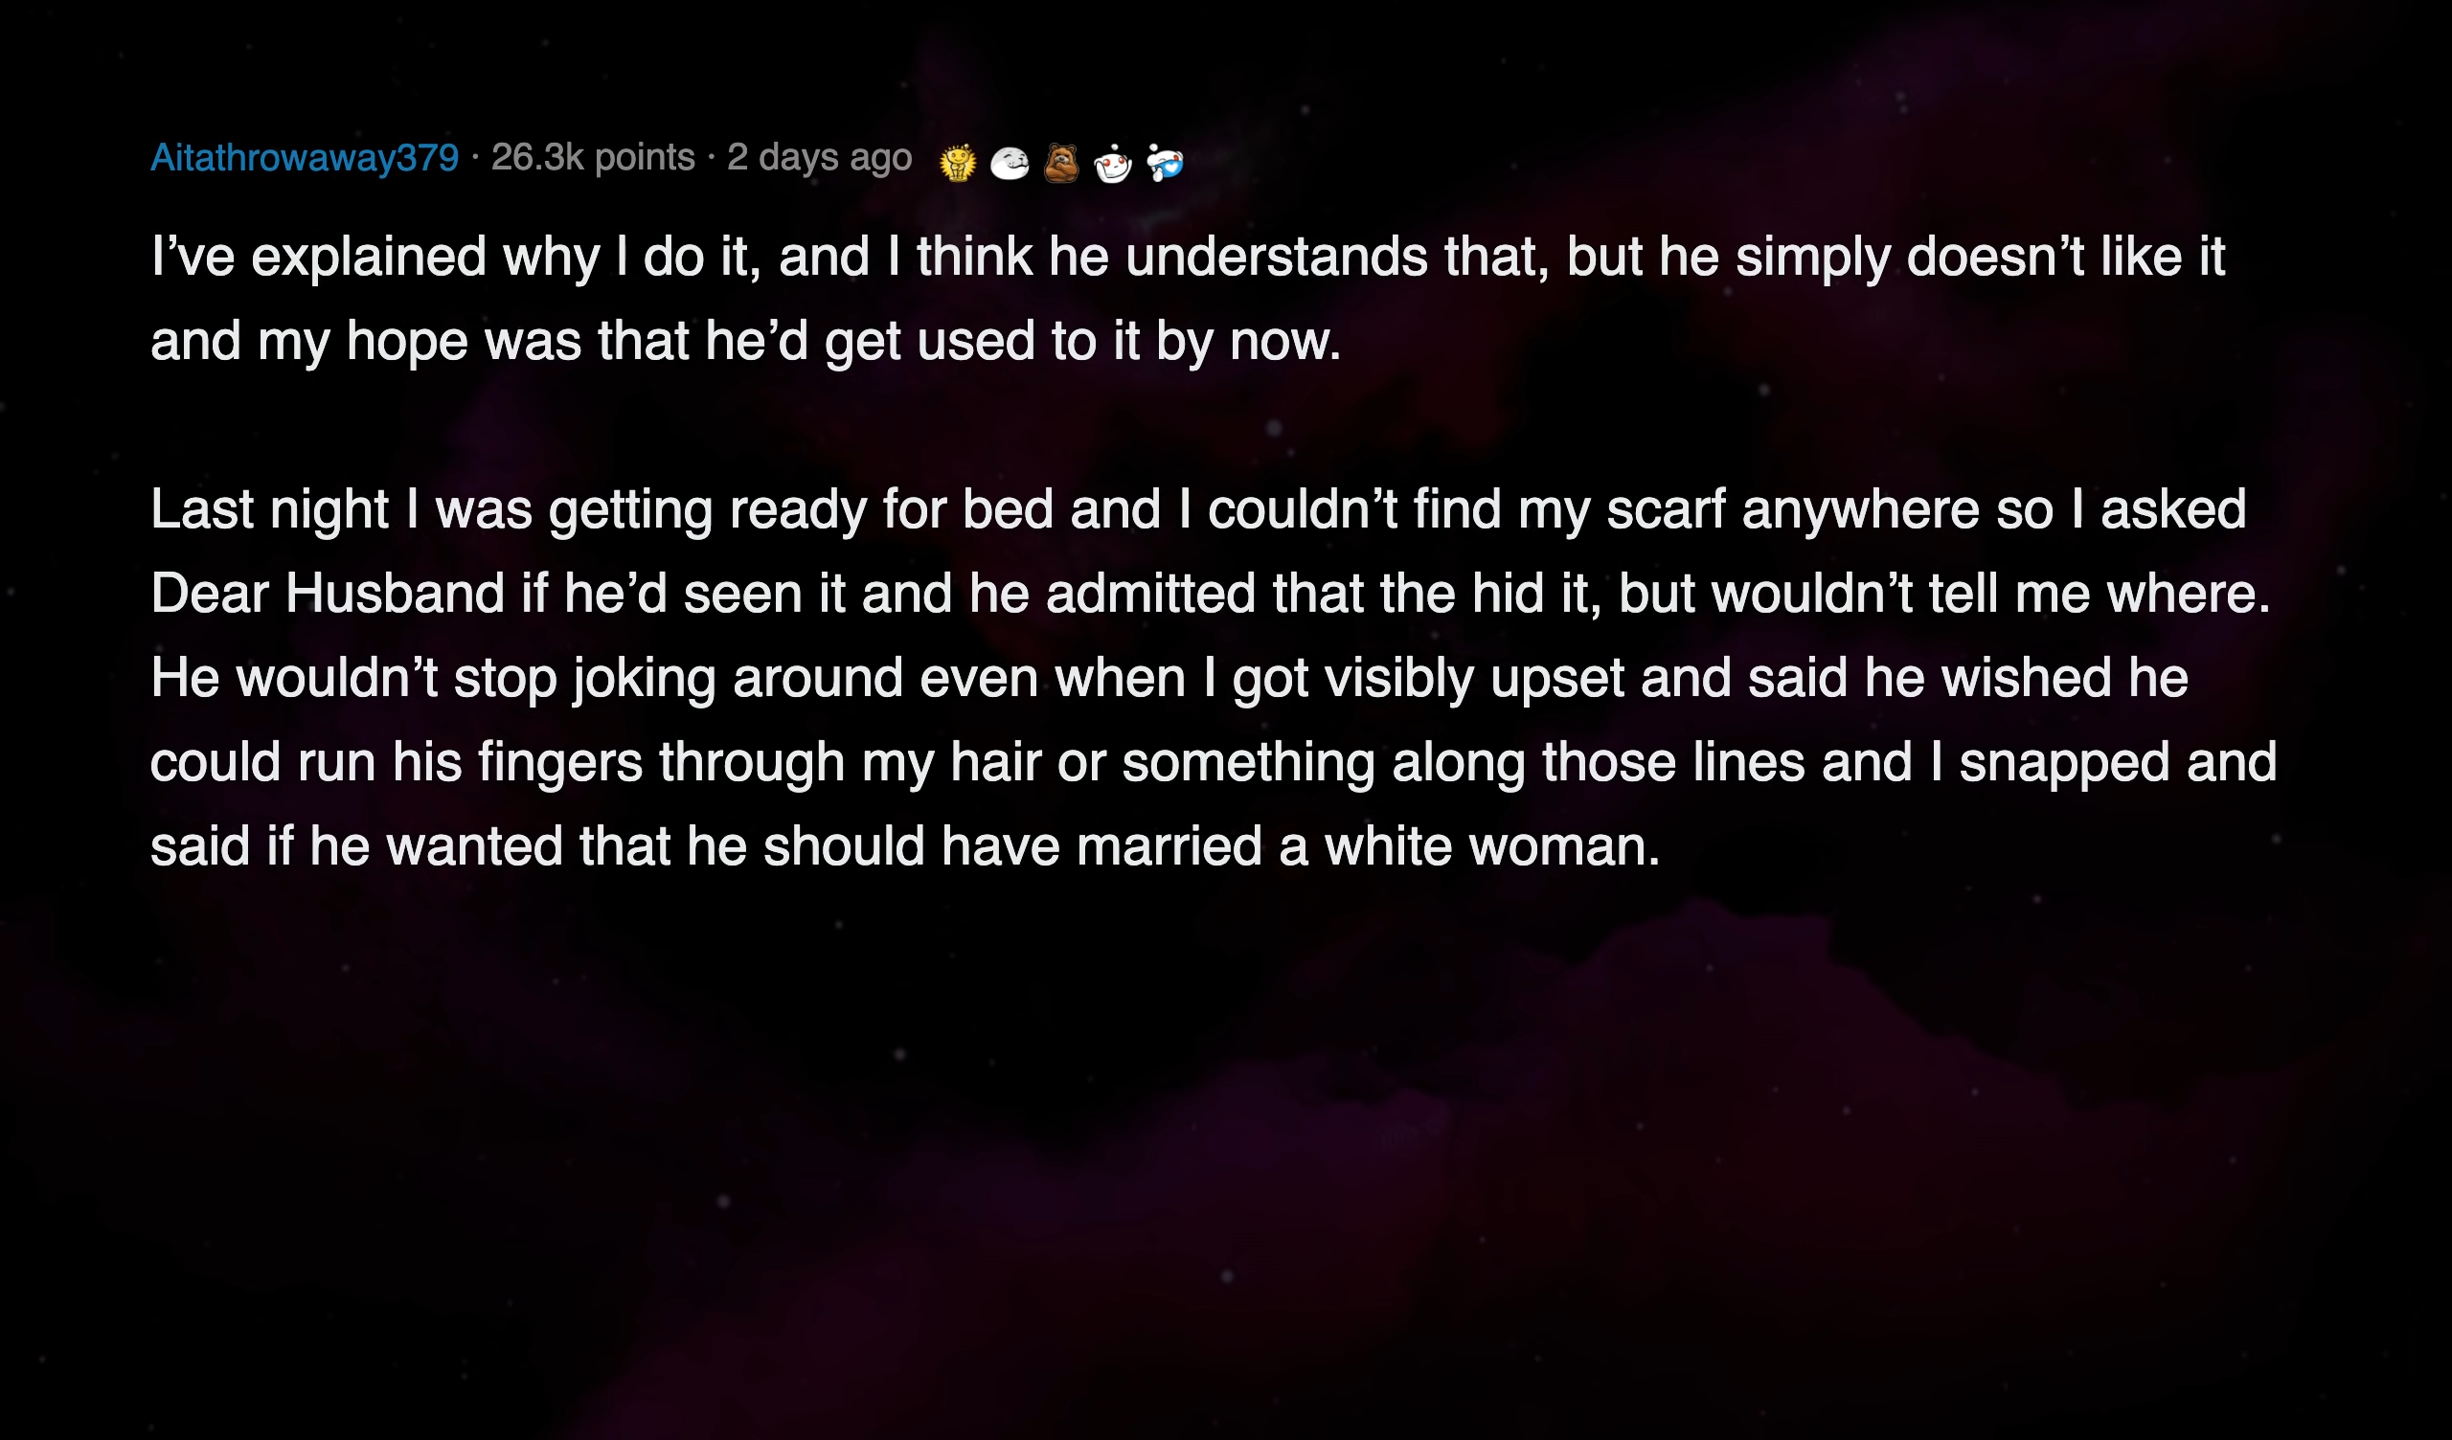 Aitathrowaway379 · 26.3k points · 2 days ago
I’ve explained why I do it, and I think he understands that, but he simply doesn’t like it
and my hope was that he’d get used to it by now.
Last night I was getting ready for bed and I couldn’t find my scarf anywhere so I asked
Dear Husband if he’d seen it and he admitted that the hid it, but wouldn’t tell me where.
He wouldn’t stop joking around even when I got visibly upset and said he wished he
could run his fingers through my hair or something along those lines and I snapped and
said if he wanted that he should have married a white woman.